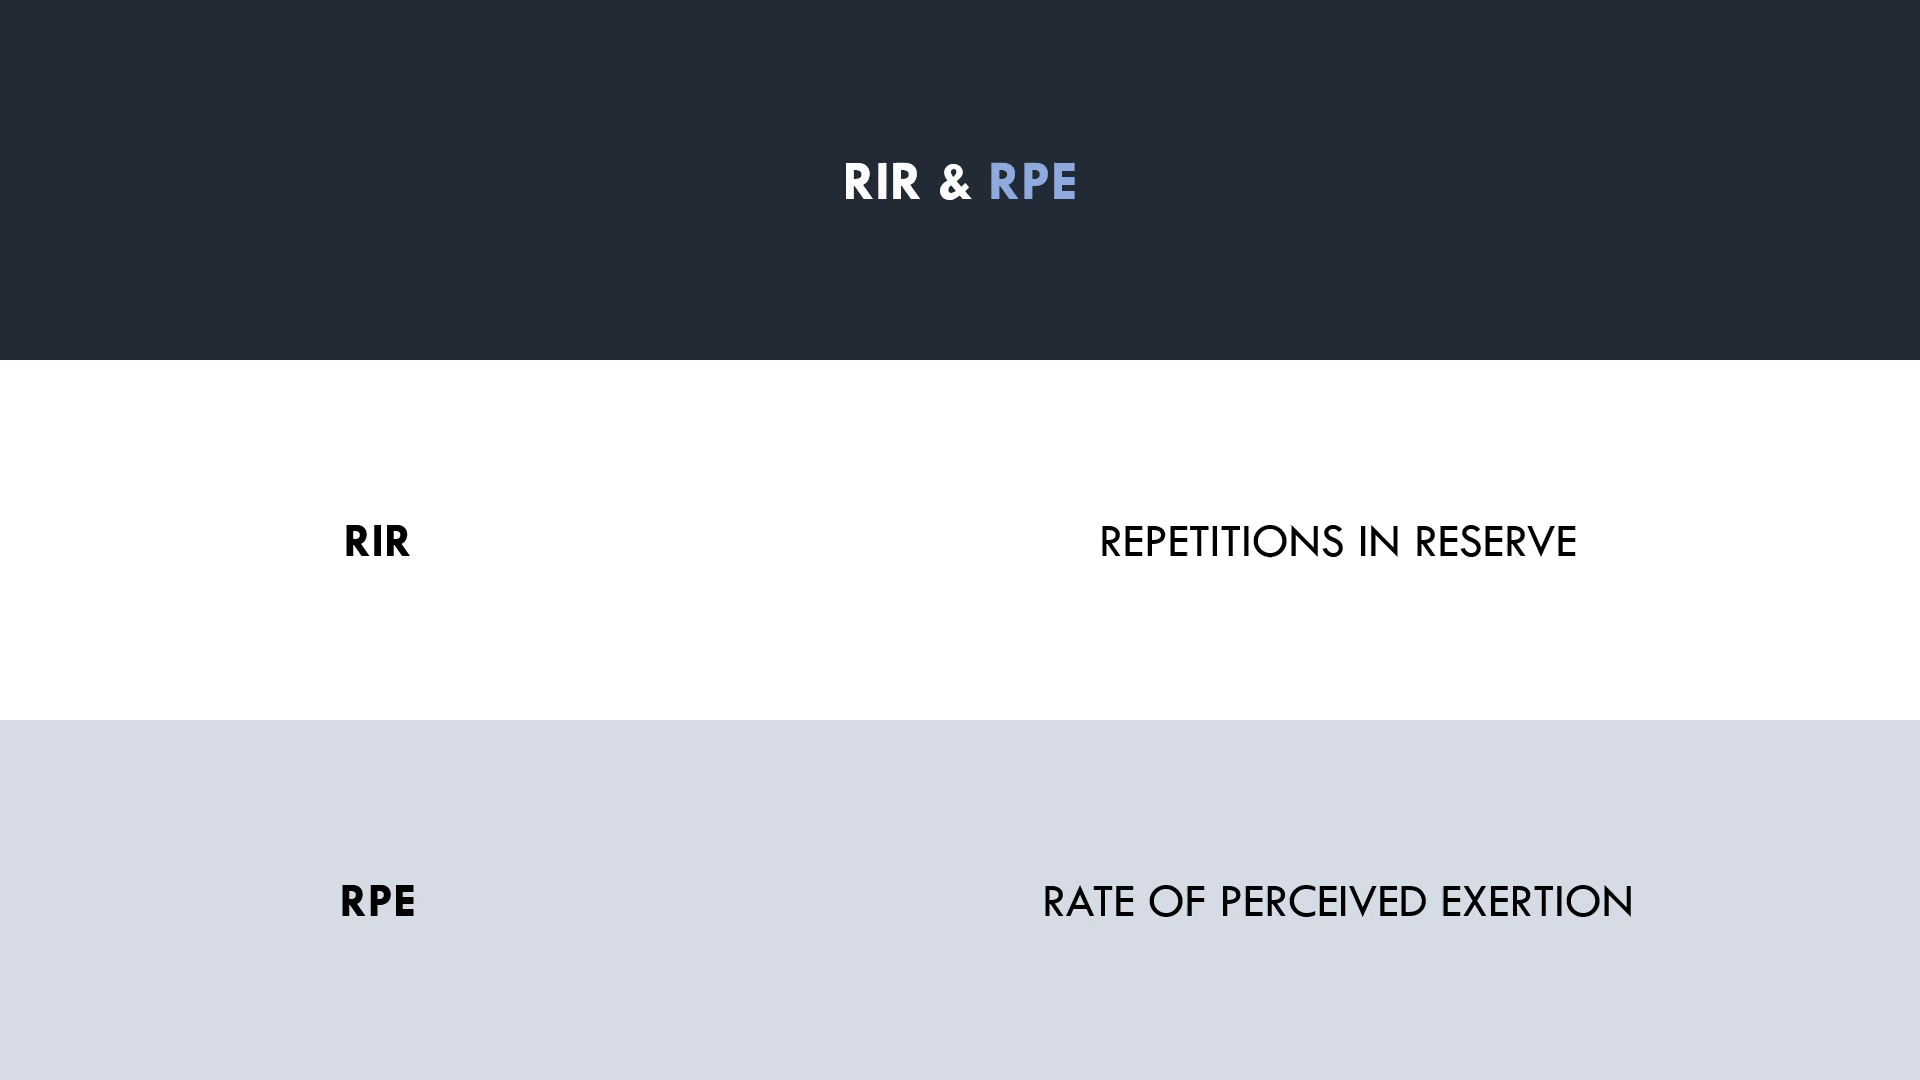 RIR & RPE
RIR
REPETITIONS IN RESERVE
RPE
RATE OF PERCEIVED EXERTION